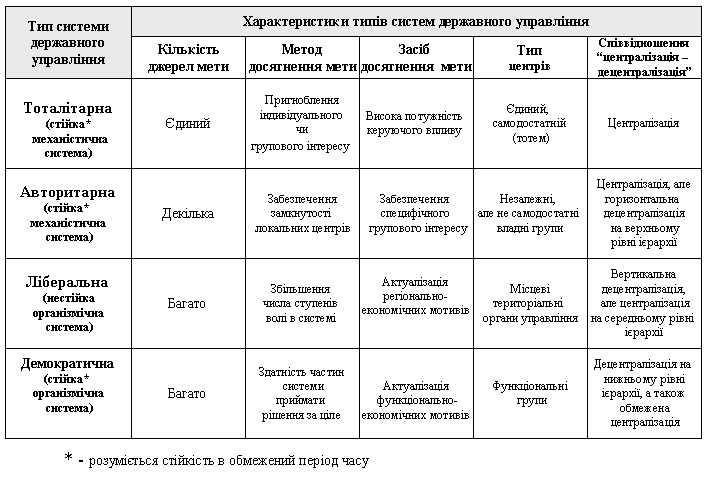 Тип системи
державного
управління
Характеристики типів систем державного управління
Кількість
джерел мети
Метод
досягнення мети
Засіб
досягнення мети
Тип
центрів
Співвідношення
“централізація –
децентралізація”
Тоталітарна
(стійка*
механістична
система)
Єдиний
Пригноблення
індивідуального
чи
групового інтересу
Висока потужність
керуючого впливу
Єдиний,
самодостатній
(тотем)
Централізація
Авторитарна
(стійка*
механістична
система)
Декілька
Забезпечення
замкнутості
локальних центрів
Забезпечення
специфічного
групового інтересу
Незалежні,
але не самодостатні
владні групи
Централізація, але
горизонтальна
децентралізація
на верхньому
рівні ієрархії
Ліберальна
(нестійка
організмічна
система)
Багато
Збільшення
числа ступенів
волі в системі
Актуалізація
регіонально-
економічних мотивів
Місцеві
територіальні
органи управління
Вертикальна
децентралізація,
але централізація
на середньому рівні
ієрархії
Демократична
(стійка*
організмічна
система)
Багато
Здатність частин
системи
приймати
рішення за ціле
Актуалізація
функціонально-
економічних мотивів
Функціональні
групи
Децентралізація на
нижньому рівні
ієрархії, а також
обмежена
централізація
* - розуміється стійкість в обмежений період часу